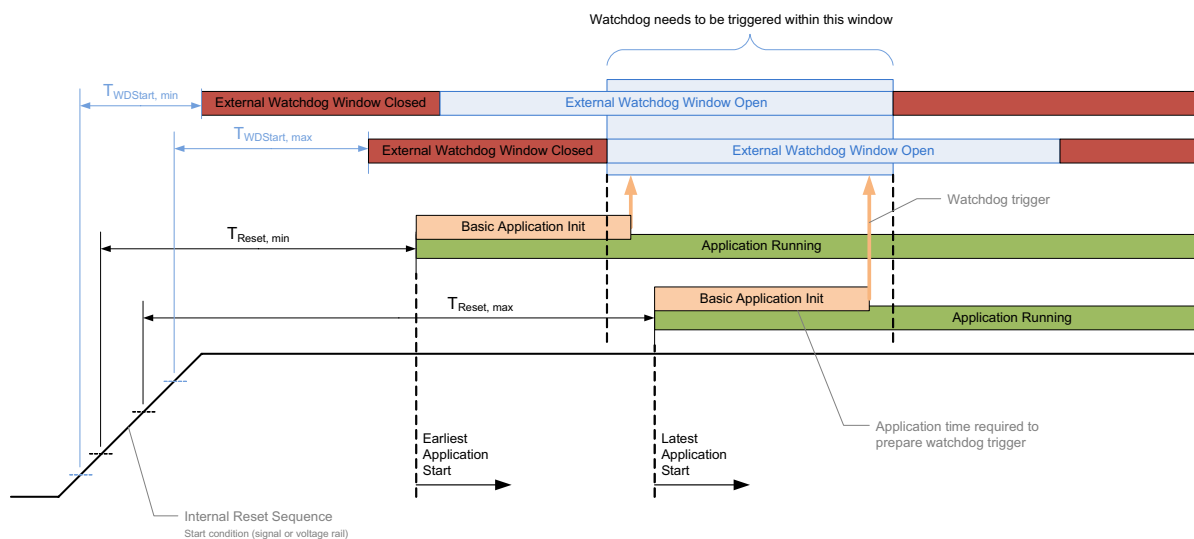 Watchdog needs to be triggered within this window
TWDStart, min
External Watchdog Window Closed
External Watchdog Window Open
TWDStart, max
External Watchdog Window Closed
External Watchdog Window Open
Watchdog trigger
Basic Application Init
TReset, min
Application Running
Basic Application Init
TReset, max
Application Running
Earliest
Application
Start
Latest
Application
Start
Application time required to
prepare watchdog trigger
Internal Reset Sequence
Start condition (signal or voltage rail)